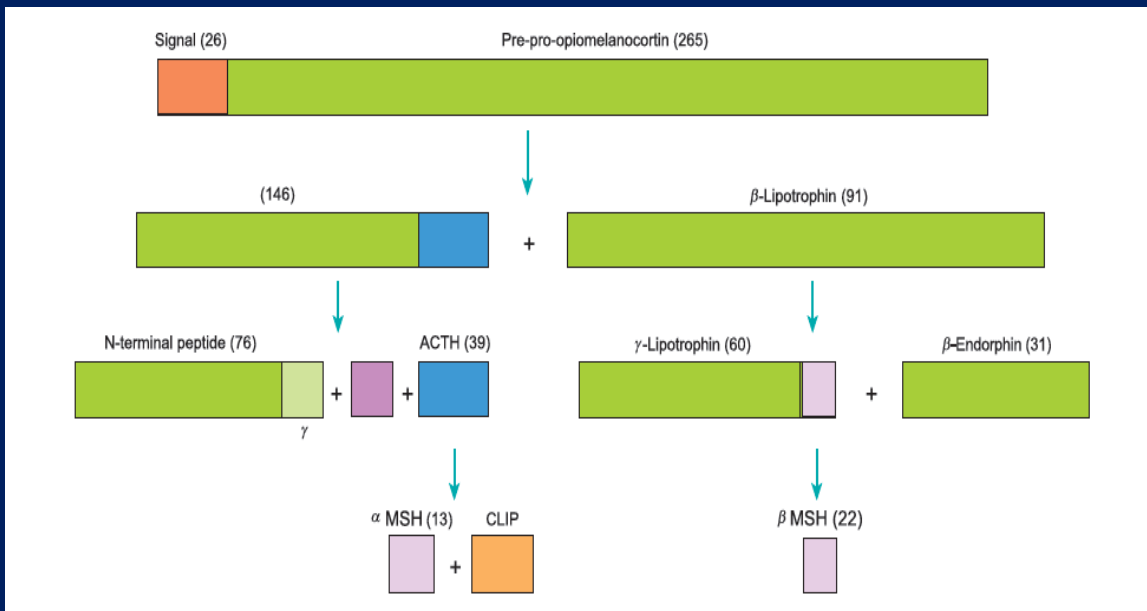 Signal (26) Pre-pro-opiomelanocortin (265)
(146) β-Lipotrophin (91)
+
N-terminal peptide (76) ACTH (39) γ-Lipotrophin (60) β-Endorphin (31)
+ + +
γ
α MSH (13) CLIP β MSH (22)
+